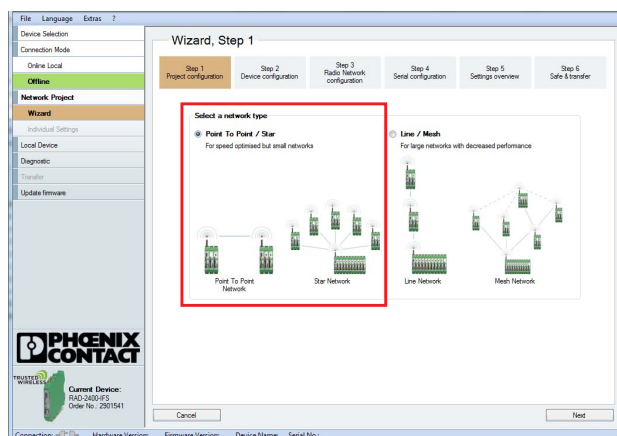 File Language Extras ?
Device Selection
Connection Mode
Online Local
Offline
Network Project
Wizard
Individual Settings
Local Device
Diagnostic
Transfer
Update firmware
PHŒNIX
CONTACT
TRUSTED
WIRELESS
Current Device:
RAD-2400-IFS
Order No.: 2901541
Wizard, Step 1
Step 1
Project configuration
Step 2
Device configuration
Step 3
Radio Network
configuration
Step 4
Serial configuration
Step 5
Settings overview
Step 6
Safe & transfer
Select a network type
Point To Point / Star
For speed optimised but small networks
Line / Mesh
For large networks with decreased performance
Point To Point
Network
Star Network
Line Network
Mesh Network
Cancel
Next
Connection: Hardware Version: Firmware Version: Device Name: Serial No.: